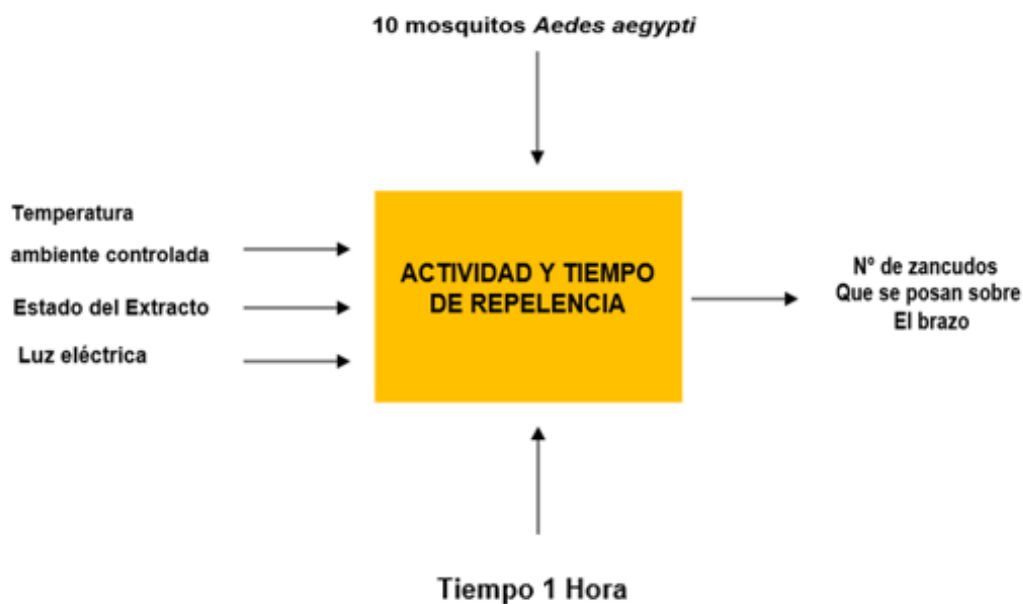 10 mosquitos Aedes aegypti
Temperatura
ambiente controlada
Estado del Extracto
Luz eléctrica
ACTIVIDAD Y TIEMPO
DE REPELENCIA
Nº de zancudos
Que se posan sobre
El brazo
Tiempo 1 Hora